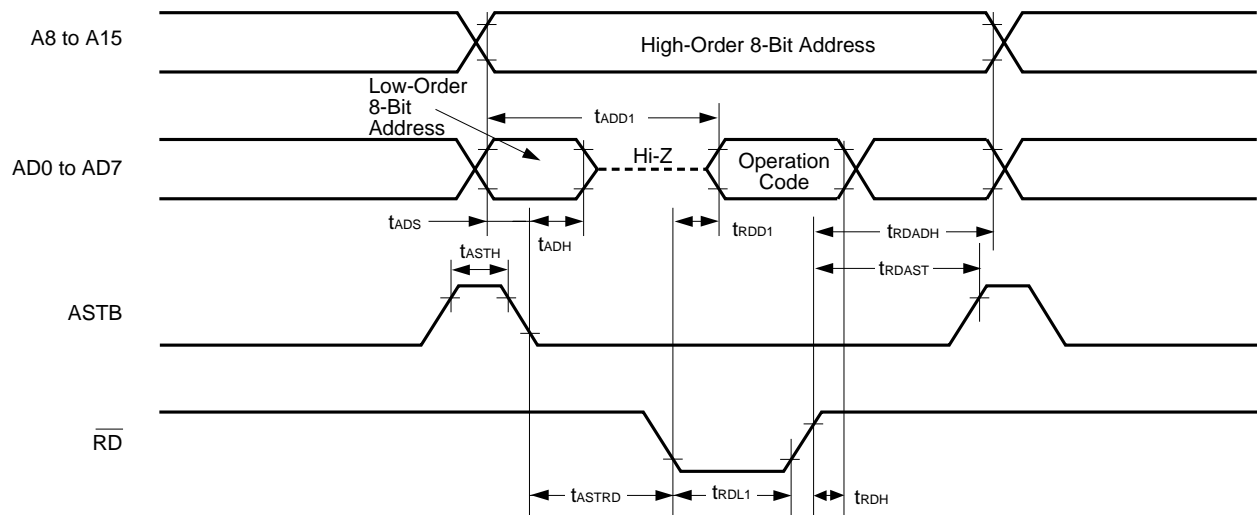 A8 to A15
High-Order 8-Bit Address
Low-Order
8-Bit
Address
tADD1
AD0 to AD7
Hi-Z
Operation
Code
tADS
tADH
tRDD1
tRDADH
tASTH
tRDAST
ASTB
RD
tASTRD
tRDL1
tRDH